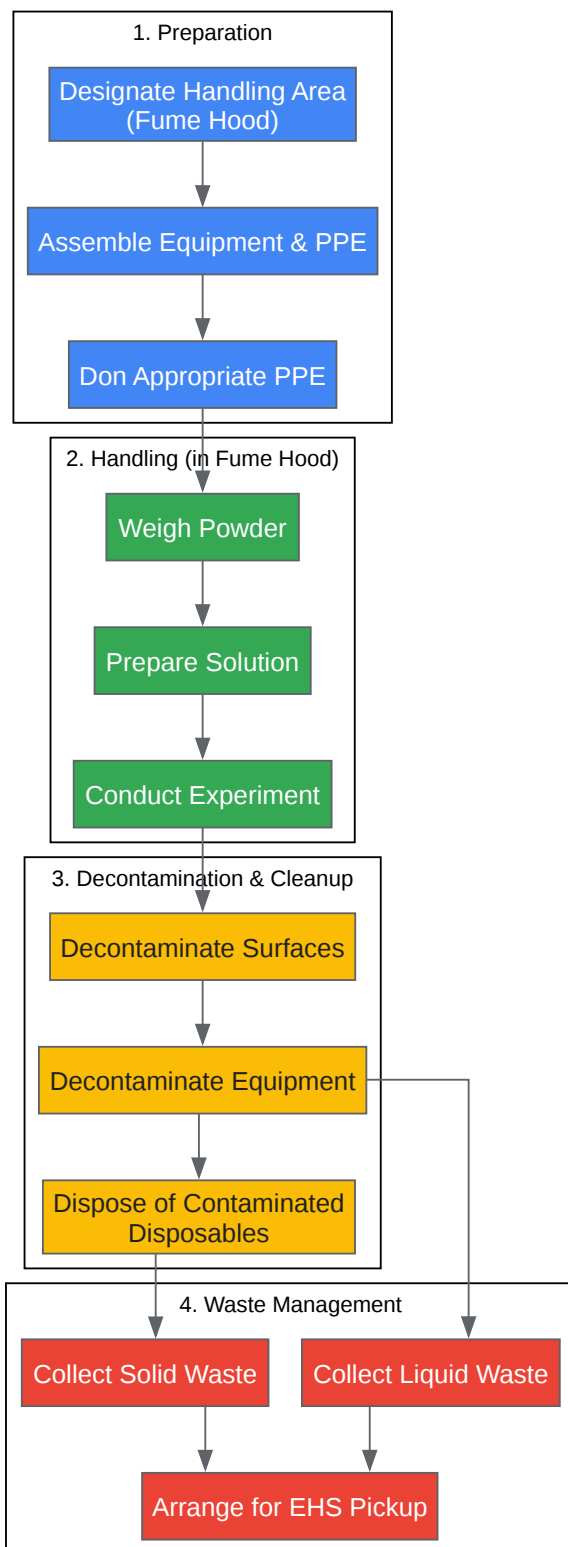 1. Preparation
Designate Handling Area
(Fume Hood)
Assemble Equipment & PPE
Don Appropriate PPE
2. Handling (in Fume Hood)
Weigh Powder
Prepare Solution
Conduct Experiment
3. Decontamination & Cleanup
Decontaminate Surfaces
Decontaminate Equipment
Dispose of Contaminated
Disposables
4. Waste Management
Collect Solid Waste
Collect Liquid Waste
Arrange for EHS Pickup